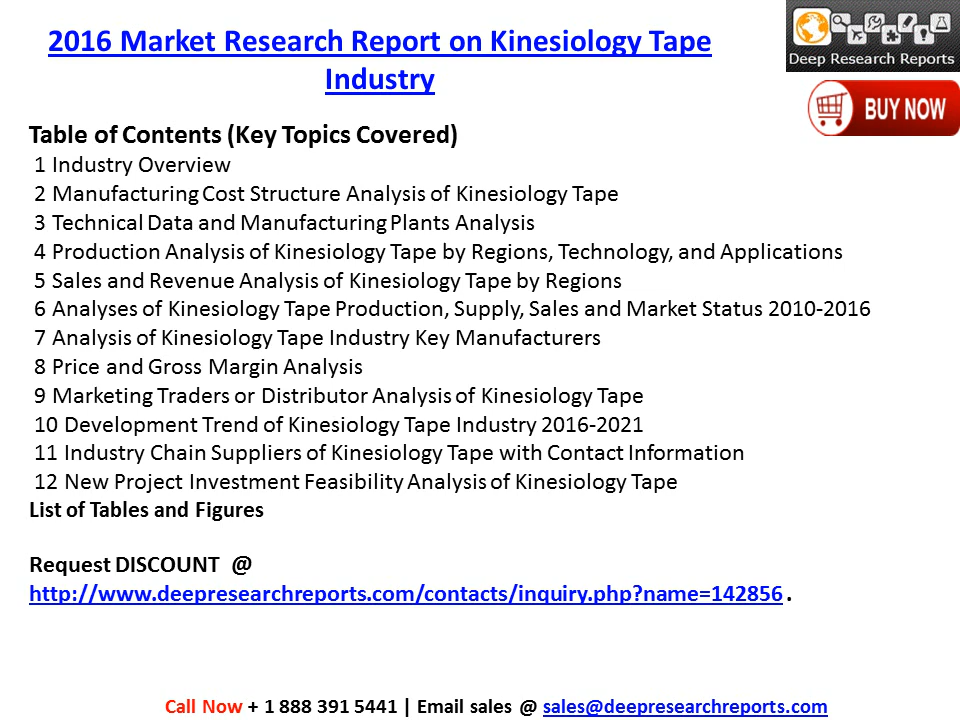 2016 Market Research Report on Kinesiology Tape
Industry
Deep Research Reports
BUY NOW
Table of Contents (Key Topics Covered)
1 Industry Overview
2 Manufacturing Cost Structure Analysis of Kinesiology Tape
3 Technical Data and Manufacturing Plants Analysis
4 Production Analysis of Kinesiology Tape by Regions, Technology, and Applications
5 Sales and Revenue Analysis of Kinesiology Tape by Regions
6 Analyses of Kinesiology Tape Production, Supply, Sales and Market Status 2010-2016
7 Analysis of Kinesiology Tape Industry Key Manufacturers
8 Price and Gross Margin Analysis
9 Marketing Traders or Distributor Analysis of Kinesiology Tape
10 Development Trend of Kinesiology Tape Industry 2016-2021
11 Industry Chain Suppliers of Kinesiology Tape with Contact Information
12 New Project Investment Feasibility Analysis of Kinesiology Tape
List of Tables and Figures
Request DISCOUNT @
http://www.deepresearchreports.com/contacts/inquiry.php?name=142856 .
Call Now + 1 888 391 5441 | Email sales @ sales@deepresearchreports.com